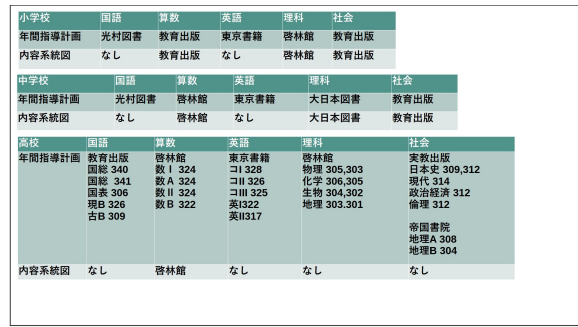 小学校 国語 算数 英語 理科 社会
年間指導計画 光村図書 教育出版 東京書籍 啓林館 教育出版
内容系統図 なし 教育出版 なし 啓林館 教育出版
中学校 国語 算数 英語 理科 社会
年間指導計画 光村図書 啓林館 東京書籍 大日本図書 教育出版
内容系統図 なし 啓林館 なし 大日本図書 教育出版
高校 国語 算数 英語 理科 社会
年間指導計画 教育出版 啓林館 東京書籍 啓林館 実教出版
国総 340 数Ⅰ 324 コI 328 物理 305,303 日本史 309,312
国総 341 数A 324 コII 326 化学 306,305 現代 314
国表 306 数Ⅱ 324 コIII 325 生物 304,302 政治経済 312
現B 326 数B 322 英I322 地理 303.301 倫理 312
古B 309 英II317
帝国書院
地理A 308
地理B 304
内容系統図 なし 啓林館 なし なし なし